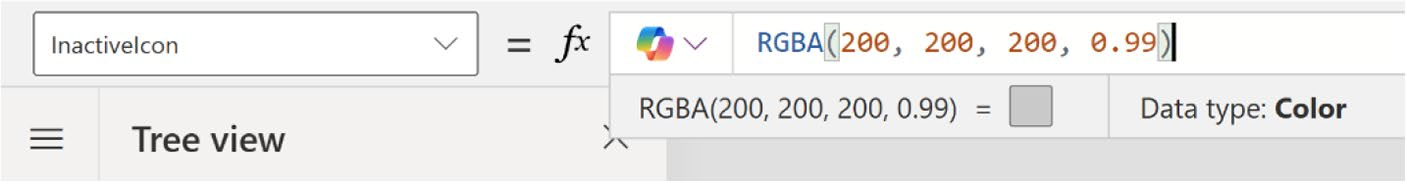 InactiveIcon = fx RGBA(200, 200, 200, 0.99)
RGBA(200, 200, 200, 0.99) = Data type: Color
Tree view